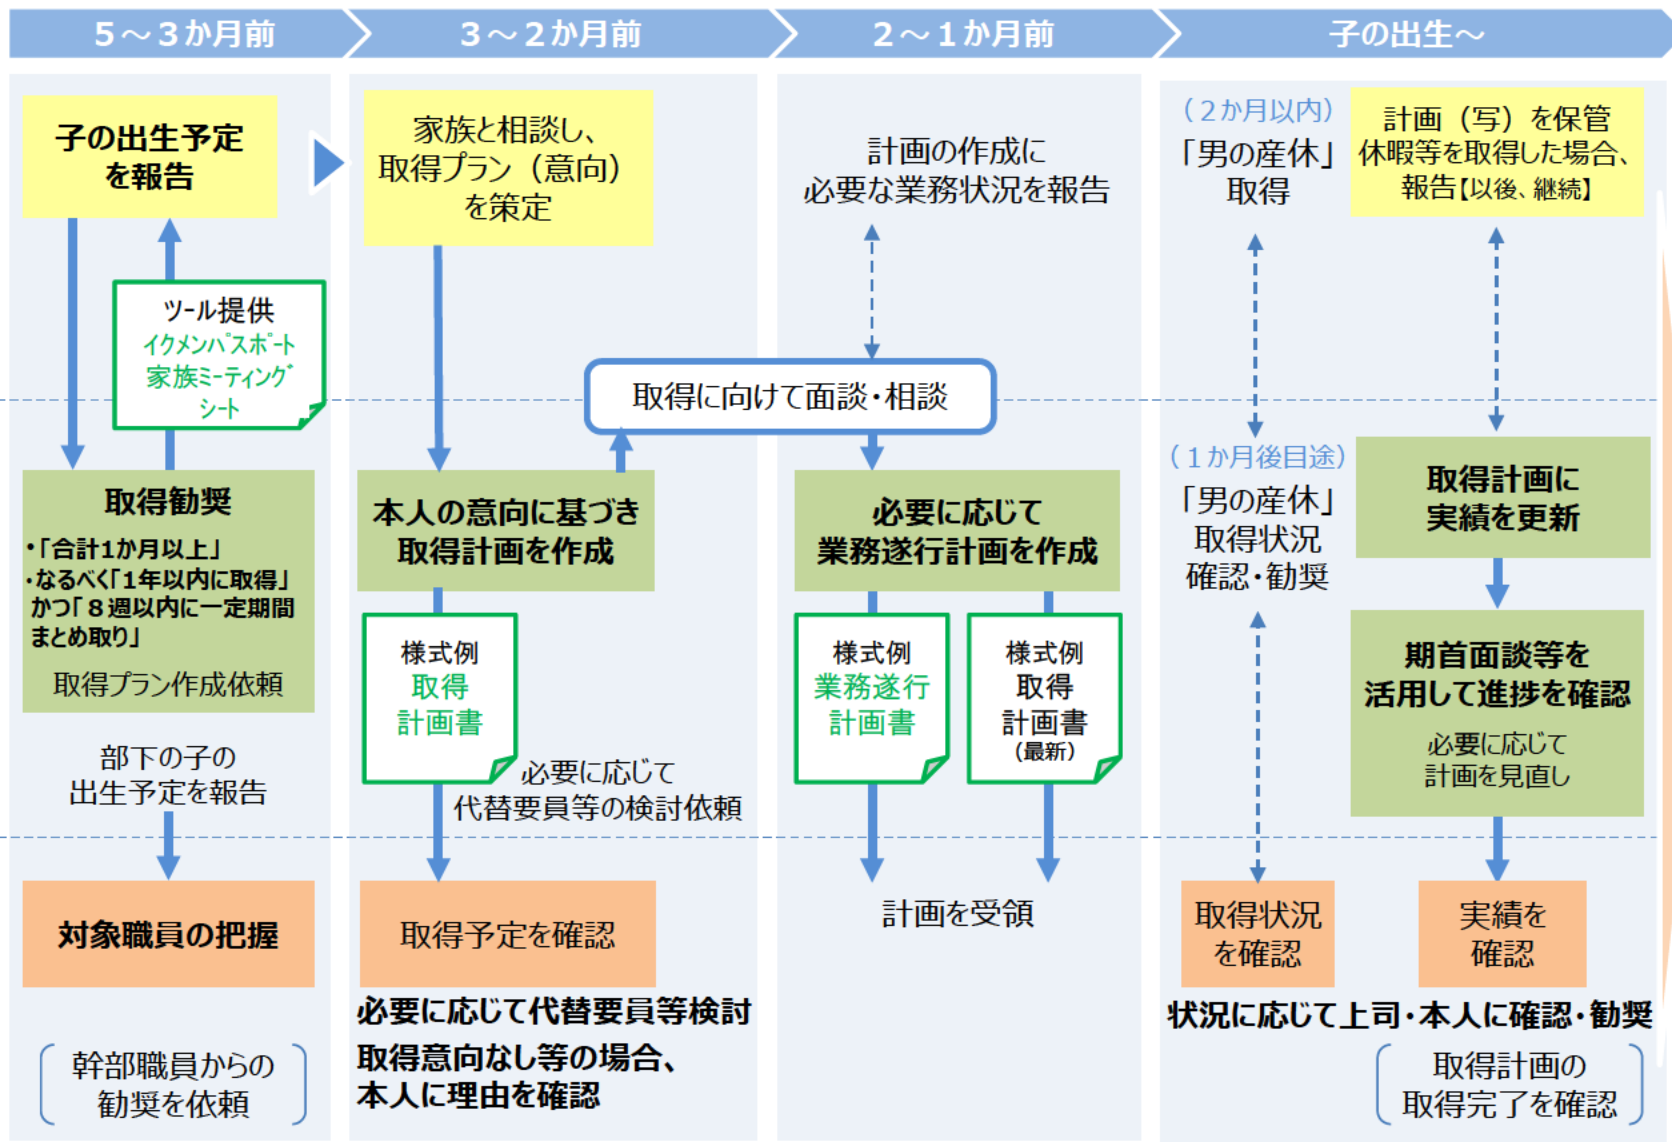 5～3か月前
3～2か月前
2～1か月前
子の出生～
子の出生予定
を報告
ツール提供
イクメンパスポート
家族ミーティング
シート
取得勧奨
・「合計1か月以上」
・なるべく「1年以内に取得」
かつ「8週以内に一定期間
まとめ取り」
取得プラン作成依頼
部下の子の
出生予定を報告
対象職員の把握
幹部職員からの
勧奨を依頼
家族と相談し、
取得プラン（意向）
を策定
取得に向けて面談・相談
本人の意向に基づき
取得計画を作成
様式例
取得
計画書
必要に応じて
代替要員等の検討依頼
取得予定を確認
必要に応じて代替要員等検討
取得意向なし等の場合、
本人に理由を確認
計画の作成に
必要な業務状況を報告
必要に応じて
業務遂行計画を作成
様式例
業務遂行
計画書
様式例
取得
計画書
（最新）
計画を受領
（2か月以内）
「男の産休」
取得
（1か月後目途）
「男の産休」
取得状況
確認・勧奨
取得状況
を確認
計画（写）を保管
休暇等を取得した場合、
報告【以後、継続】
取得計画に
実績を更新
期首面談等を
活用して進捗を確認
必要に応じて
計画を見直し
実績を
確認
状況に応じて上司・本人に確認・勧奨
取得計画の
取得完了を確認